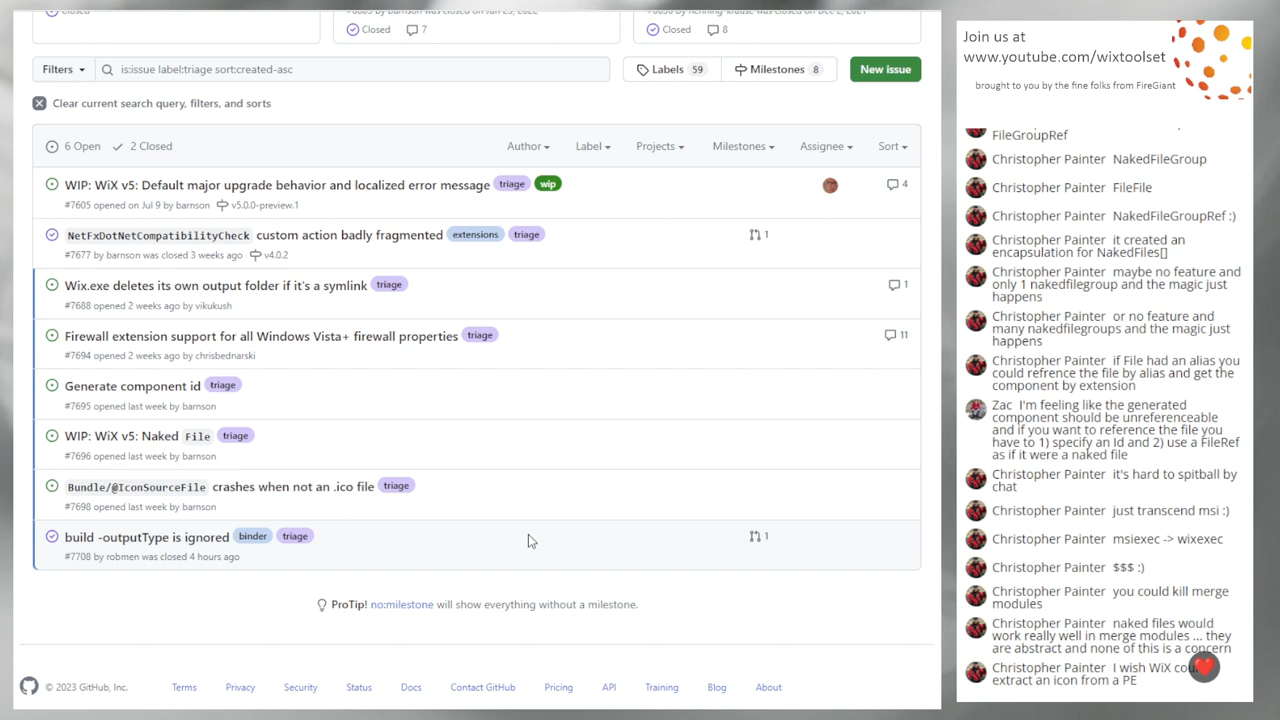 Closed
Closed 7
Closed 8
Filters
is:issue label:triage sort:created-asc
Labels 59
Milestones 8
New issue
Clear current search query, filters, and sorts
6 Open 2 Closed
Author Label Projects Milestones Assignee Sort
WIP: WiX v5: Default major upgrade behavior and localized error message triage wip 4
#7605 opened on Jul 9 by barnson v5.0.0-preview.1
NetFxDotNetCompatibilityCheck custom action badly fragmented extensions triage 1
#7677 by barnson was closed 3 weeks ago v4.0.2
Wix.exe deletes its own output folder if it's a symlink triage 1
#7688 opened 2 weeks ago by vikukush
Firewall extension support for all Windows Vista+ firewall properties triage 11
#7694 opened 2 weeks ago by chrisbednarski
Generate component id triage
#7695 opened last week by barnson
WIP: WiX v5: Naked File triage
#7696 opened last week by barnson
Bundle/@IconSourceFile crashes when not an .ico file triage
#7698 opened last week by barnson
build -outputType is ignored binder triage 1
#7708 by robmen was closed 4 hours ago
ProTip! no:milestone will show everything without a milestone.
© 2023 GitHub, Inc. Terms Privacy Security Status Docs Contact GitHub Pricing API Training Blog About
Join us at
www.youtube.com/wixtoolset
brought to you by the fine folks from FireGiant
FileGroupRef
Christopher Painter NakedFileGroup
Christopher Painter FileFile
Christopher Painter NakedFileGroupRef :)
Christopher Painter it created an
encapsulation for NakedFiles[]
Christopher Painter maybe no feature and
only 1 nakedfilegroup and the magic just
happens
Christopher Painter or no feature and
many nakedfilegroups and the magic just
happens
Christopher Painter if File had an alias you
could refrence the file by alias and get the
component by extension
Zac I'm feeling like the generated
component should be unreferenceable
and if you want to reference the file you
have to 1) specify an Id and 2) use a FileRef
as if it were a naked file
Christopher Painter it's hard to spitball by
chat
Christopher Painter just transcend msi :)
Christopher Painter msiexec -> wixexec
Christopher Painter $$$ :)
Christopher Painter you could kill merge
modules
Christopher Painter naked files would
work really well in merge modules ... they
are abstract and none of this is a concern
Christopher Painter I wish WiX
extract an icon from a PE